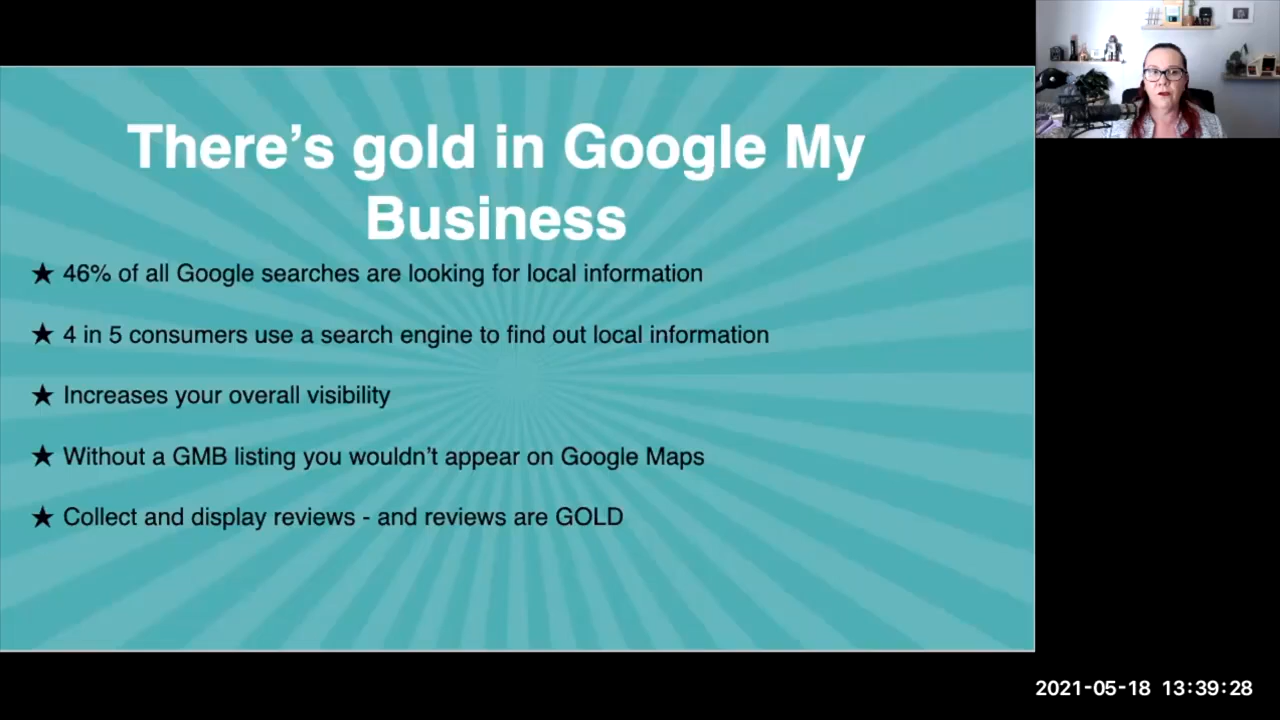 There's gold in Google My
Business
★ 46% of all Google searches are looking for local information
★ 4 in 5 consumers use a search engine to find out local information
★ Increases your overall visibility
★ Without a GMB listing you wouldn't appear on Google Maps
★ Collect and display reviews - and reviews are GOLD
2021-05-18 13:39:28